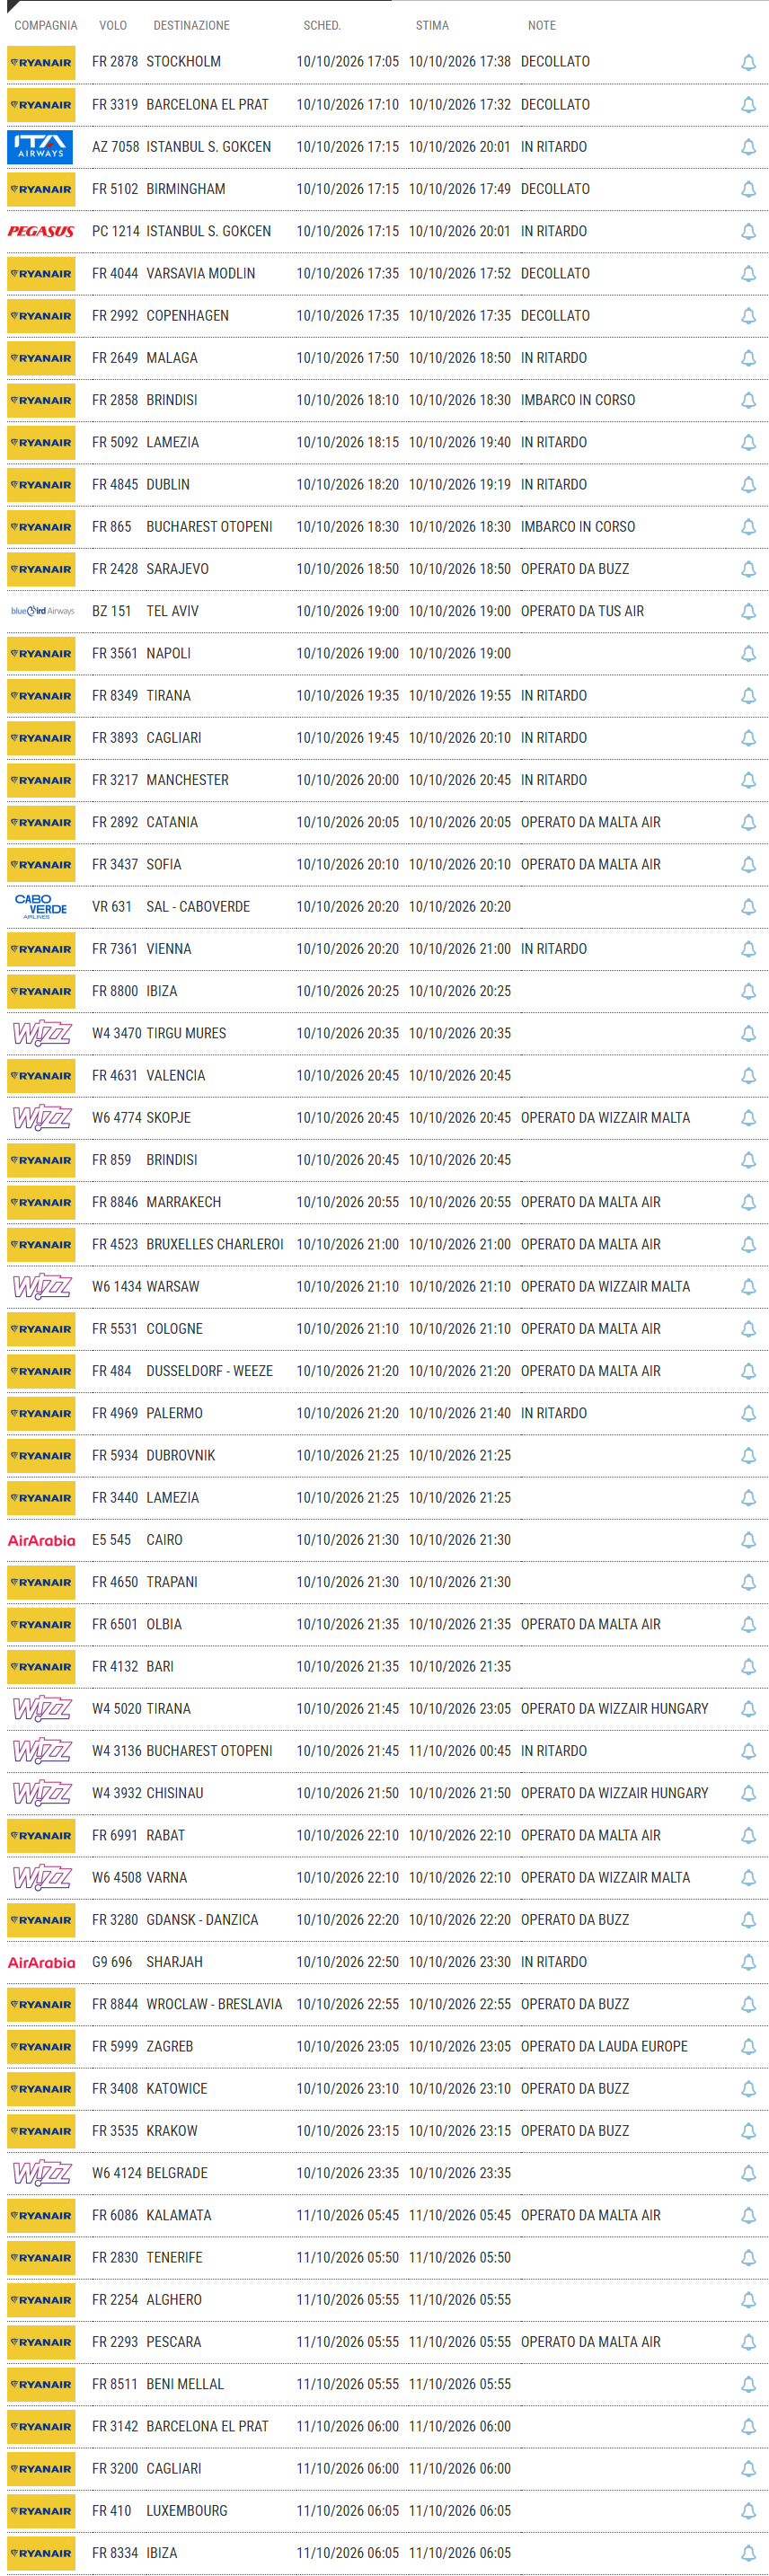 COMPAGNIA VOLO DESTINAZIONE SCHED. STIMA NOTE
RYANAIR FR 2878 STOCKHOLM 10/10/2026 17:05 10/10/2026 17:38 DECOLLATO
RYANAIR FR 3319 BARCELONA EL PRAT 10/10/2026 17:10 10/10/2026 17:32 DECOLLATO
ITA AIRWAYS AZ 7058 ISTANBUL S. GOKCEN 10/10/2026 17:15 10/10/2026 20:01 IN RITARDO
RYANAIR FR 5102 BIRMINGHAM 10/10/2026 17:15 10/10/2026 17:49 DECOLLATO
PEGASUS PC 1214 ISTANBUL S. GOKCEN 10/10/2026 17:15 10/10/2026 20:01 IN RITARDO
RYANAIR FR 4044 VARSAVIA MODLIN 10/10/2026 17:35 10/10/2026 17:52 DECOLLATO
RYANAIR FR 2992 COPENHAGEN 10/10/2026 17:35 10/10/2026 17:35 DECOLLATO
RYANAIR FR 2649 MALAGA 10/10/2026 17:50 10/10/2026 18:50 IN RITARDO
RYANAIR FR 2858 BRINDISI 10/10/2026 18:10 10/10/2026 18:30 IMBARCO IN CORSO
RYANAIR FR 5092 LAMEZIA 10/10/2026 18:15 10/10/2026 19:40 IN RITARDO
RYANAIR FR 4845 DUBLIN 10/10/2026 18:20 10/10/2026 19:19 IN RITARDO
RYANAIR FR 865 BUCHAREST OTOPENI 10/10/2026 18:30 10/10/2026 18:30 IMBARCO IN CORSO
RYANAIR FR 2428 SARAJEVO 10/10/2026 18:50 10/10/2026 18:50 OPERATO DA BUZZ
blueBird Airways BZ 151 TEL AVIV 10/10/2026 19:00 10/10/2026 19:00 OPERATO DA TUS AIR
RYANAIR FR 3561 NAPOLI 10/10/2026 19:00 10/10/2026 19:00
RYANAIR FR 8349 TIRANA 10/10/2026 19:35 10/10/2026 19:55 IN RITARDO
RYANAIR FR 3893 CAGLIARI 10/10/2026 19:45 10/10/2026 20:10 IN RITARDO
RYANAIR FR 3217 MANCHESTER 10/10/2026 20:00 10/10/2026 20:45 IN RITARDO
RYANAIR FR 2892 CATANIA 10/10/2026 20:05 10/10/2026 20:05 OPERATO DA MALTA AIR
RYANAIR FR 3437 SOFIA 10/10/2026 20:10 10/10/2026 20:10 OPERATO DA MALTA AIR
CABO VERDE AIRLINES VR 631 SAL - CABOVERDE 10/10/2026 20:20 10/10/2026 20:20
RYANAIR FR 7361 VIENNA 10/10/2026 20:20 10/10/2026 21:00 IN RITARDO
RYANAIR FR 8800 IBIZA 10/10/2026 20:25 10/10/2026 20:25
WIZZ W4 3470 TIRGU MURES 10/10/2026 20:35 10/10/2026 20:35
RYANAIR FR 4631 VALENCIA 10/10/2026 20:45 10/10/2026 20:45
WIZZ W6 4774 SKOPJE 10/10/2026 20:45 10/10/2026 20:45 OPERATO DA WIZZAIR MALTA
RYANAIR FR 859 BRINDISI 10/10/2026 20:45 10/10/2026 20:45
RYANAIR FR 8846 MARRAKECH 10/10/2026 20:55 10/10/2026 20:55 OPERATO DA MALTA AIR
RYANAIR FR 4523 BRUXELLES CHARLEROI 10/10/2026 21:00 10/10/2026 21:00 OPERATO DA MALTA AIR
WIZZ W6 1434 WARSAW 10/10/2026 21:10 10/10/2026 21:10 OPERATO DA WIZZAIR MALTA
RYANAIR FR 5531 COLOGNE 10/10/2026 21:10 10/10/2026 21:10 OPERATO DA MALTA AIR
RYANAIR FR 484 DUSSELDORF - WEEZE 10/10/2026 21:20 10/10/2026 21:20 OPERATO DA MALTA AIR
RYANAIR FR 4969 PALERMO 10/10/2026 21:20 10/10/2026 21:40 IN RITARDO
RYANAIR FR 5934 DUBROVNIK 10/10/2026 21:25 10/10/2026 21:25
RYANAIR FR 3440 LAMEZIA 10/10/2026 21:25 10/10/2026 21:25
AirArabia E5 545 CAIRO 10/10/2026 21:30 10/10/2026 21:30
RYANAIR FR 4650 TRAPANI 10/10/2026 21:30 10/10/2026 21:30
RYANAIR FR 6501 OLBIA 10/10/2026 21:35 10/10/2026 21:35 OPERATO DA MALTA AIR
RYANAIR FR 4132 BARI 10/10/2026 21:35 10/10/2026 21:35
WIZZ W4 5020 TIRANA 10/10/2026 21:45 10/10/2026 23:05 OPERATO DA WIZZAIR HUNGARY
WIZZ W4 3136 BUCHAREST OTOPENI 10/10/2026 21:45 11/10/2026 00:45 IN RITARDO
WIZZ W4 3932 CHISINAU 10/10/2026 21:50 10/10/2026 21:50 OPERATO DA WIZZAIR HUNGARY
RYANAIR FR 6991 RABAT 10/10/2026 22:10 10/10/2026 22:10 OPERATO DA MALTA AIR
WIZZ W6 4508 VARNA 10/10/2026 22:10 10/10/2026 22:10 OPERATO DA WIZZAIR MALTA
RYANAIR FR 3280 GDANSK - DANZICA 10/10/2026 22:20 10/10/2026 22:20 OPERATO DA BUZZ
AirArabia G9 696 SHARJAH 10/10/2026 22:50 10/10/2026 23:30 IN RITARDO
RYANAIR FR 8844 WROCLAW - BRESLAVIA 10/10/2026 22:55 10/10/2026 22:55 OPERATO DA BUZZ
RYANAIR FR 5999 ZAGREB 10/10/2026 23:05 10/10/2026 23:05 OPERATO DA LAUDA EUROPE
RYANAIR FR 3408 KATOWICE 10/10/2026 23:10 10/10/2026 23:10 OPERATO DA BUZZ
RYANAIR FR 3535 KRAKOW 10/10/2026 23:15 10/10/2026 23:15 OPERATO DA BUZZ
WIZZ W6 4124 BELGRADE 10/10/2026 23:35 10/10/2026 23:35
RYANAIR FR 6086 KALAMATA 11/10/2026 05:45 11/10/2026 05:45 OPERATO DA MALTA AIR
RYANAIR FR 2830 TENERIFE 11/10/2026 05:50 11/10/2026 05:50
RYANAIR FR 2254 ALGHERO 11/10/2026 05:55 11/10/2026 05:55
RYANAIR FR 2293 PESCARA 11/10/2026 05:55 11/10/2026 05:55 OPERATO DA MALTA AIR
RYANAIR FR 8511 BENI MELLAL 11/10/2026 05:55 11/10/2026 05:55
RYANAIR FR 3142 BARCELONA EL PRAT 11/10/2026 06:00 11/10/2026 06:00
RYANAIR FR 3200 CAGLIARI 11/10/2026 06:00 11/10/2026 06:00
RYANAIR FR 410 LUXEMBOURG 11/10/2026 06:05 11/10/2026 06:05
RYANAIR FR 8334 IBIZA 11/10/2026 06:05 11/10/2026 06:05